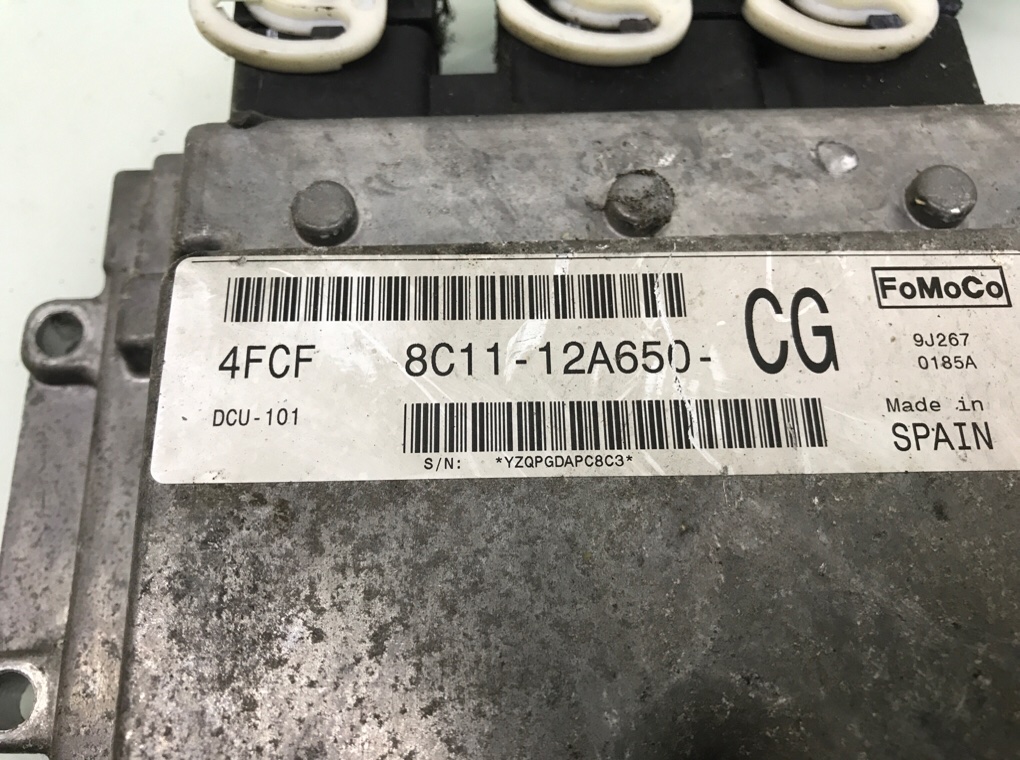 FoMoCo
4FCF 8C11-12A650- CG
9J267
0185A
DCU-101
Made in
SPAIN
S/N: *YZQPGDAPC8C3*